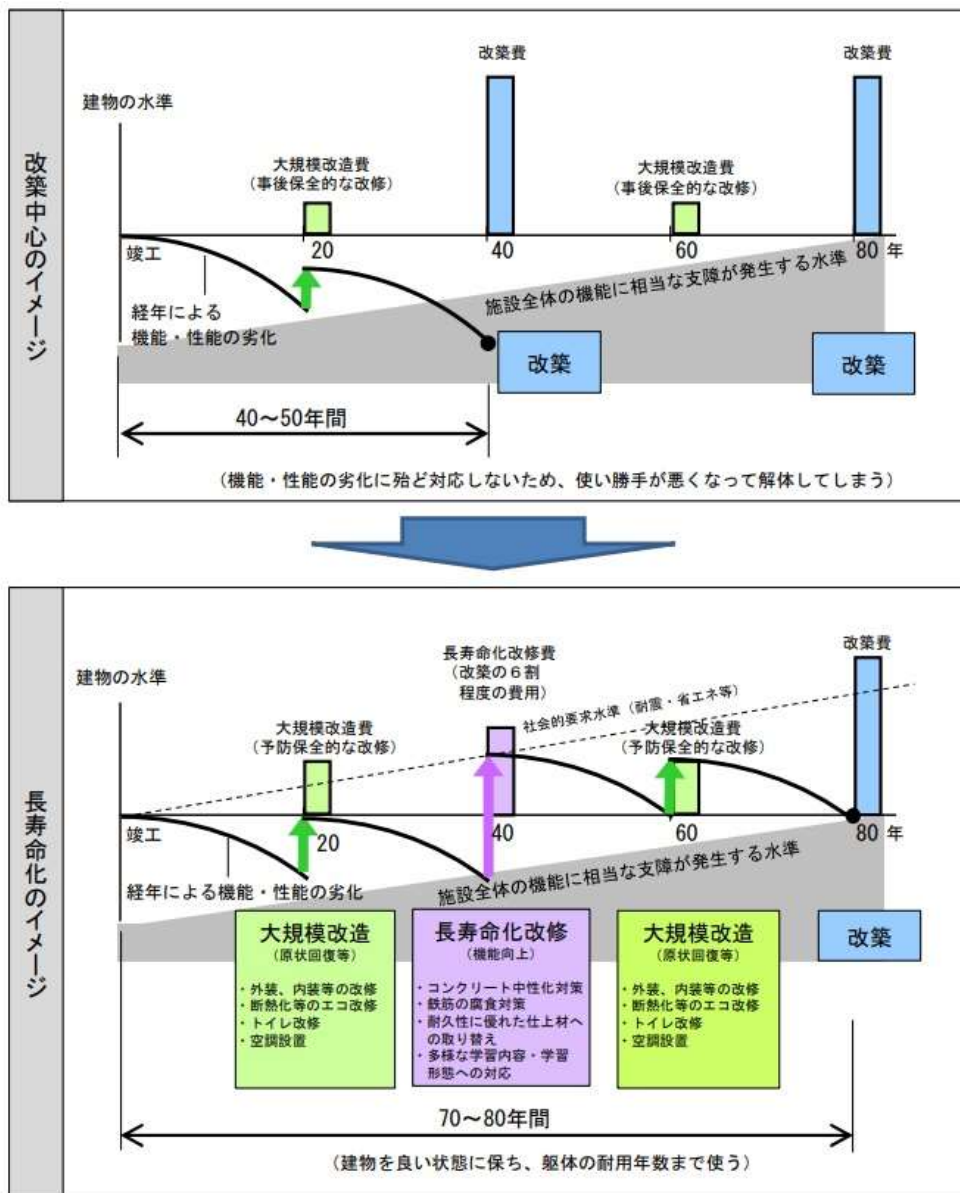 改築中心のイメージ
改築費
改築費
建物の水準
大規模改造費
（事後保全的な改修）
大規模改造費
（事後保全的な改修）
竣工
20
40
60
80 年
経年による
機能・性能の劣化
施設全体の機能に相当な支障が発生する水準
改築
改築
40～50年間
（機能・性能の劣化に殆ど対応しないため、使い勝手が悪くなって解体してしまう）
長寿命化のイメージ
改築費
長寿命化改修費
（改築の６割
程度の費用）
建物の水準
社会的要求水準（耐震・省エネ等）
大規模改造費
（予防保全的な改修）
大規模改造費
（予防保全的な改修）
竣工
20
40
60
80 年
経年による機能・性能の劣化
施設全体の機能に相当な支障が発生する水準
大規模改造
（原状回復等）
・外装、内装等の改修
・断熱化等のエコ改修
・トイレ改修
・空調設置
長寿命化改修
（機能向上）
・コンクリート中性化対策
・鉄筋の腐食対策
・耐久性に優れた仕上材へ
の取り替え
・多様な学習内容・学習
形態への対応
大規模改造
（原状回復等）
・外装、内装等の改修
・断熱化等のエコ改修
・トイレ改修
・空調設置
改築
70～80年間
（建物を良い状態に保ち、躯体の耐用年数まで使う）